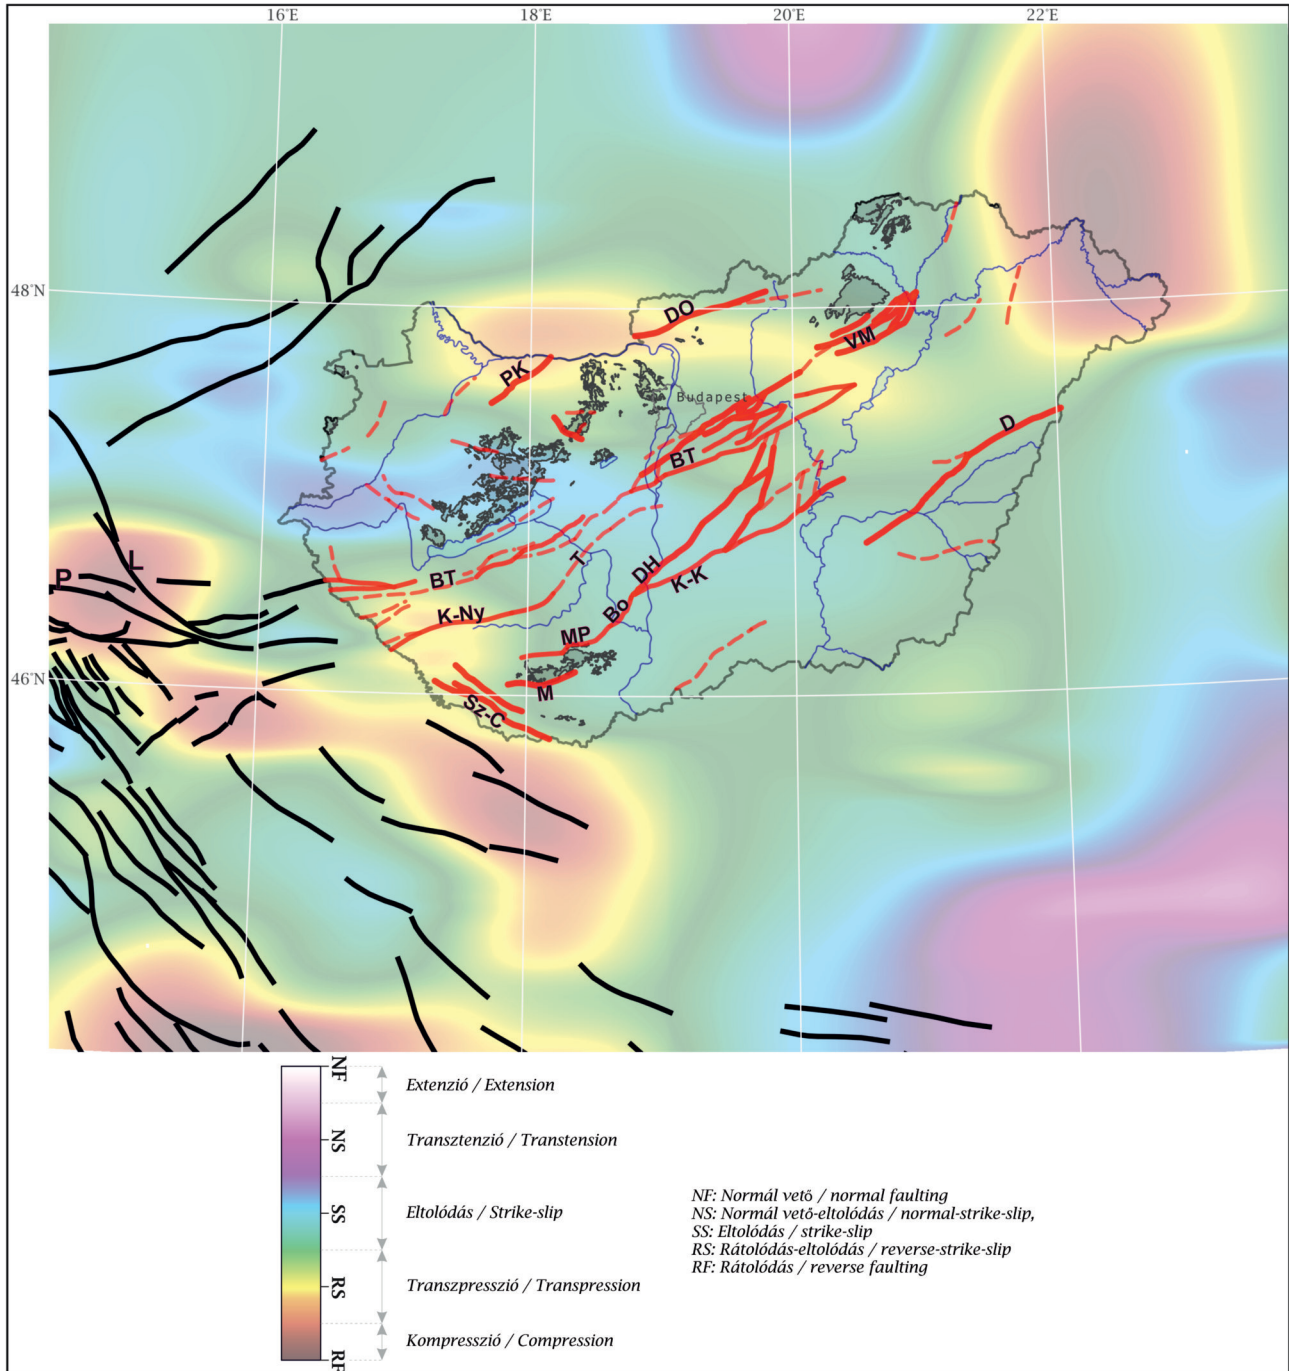 16°E 18°E 20°E 22°E
48°N
DO
VM
PK
Budapest
D
BT
L
P
T
BT
DH
K-K
K-Ny
Bo
MP
46°N
M
Sz-C
NF
Extenzió / Extension
NS
Transztenzió / Transtension
SS
Eltolódás / Strike-slip
RS
Transzpresszió / Transpression
RF
Kompresszió / Compression
NF: Normál vető / normal faulting
NS: Normál vető-eltolódás / normal-strike-slip,
SS: Eltolódás / strike-slip
RS: Rátolódás-eltolódás / reverse-strike-slip
RF: Rátolódás / reverse faulting